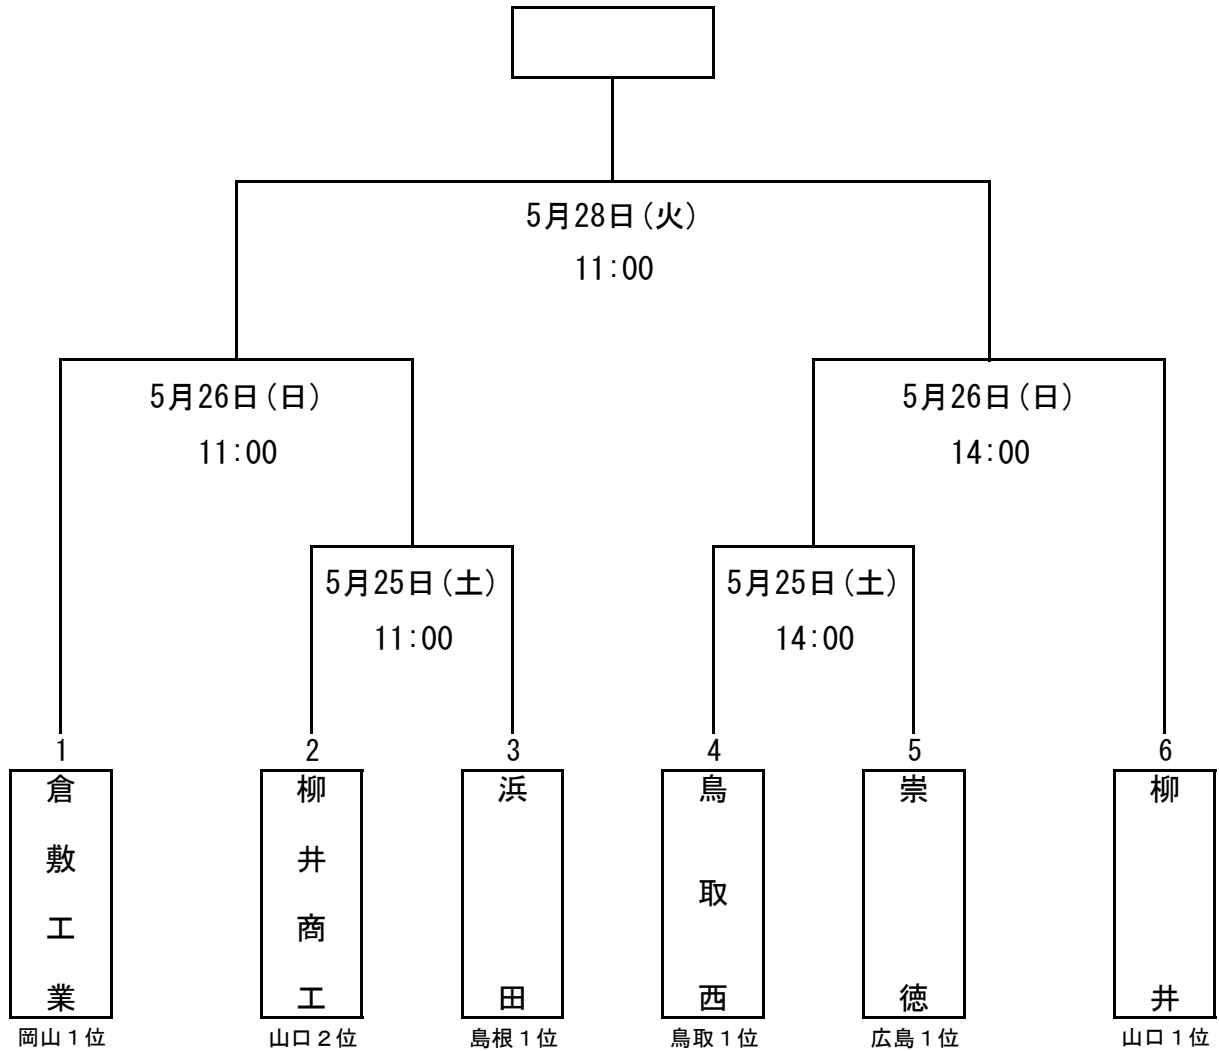 5月28日(火)
11:00
5月26日(日)
11:00
5月26日(日)
14:00
5月25日(土)
11:00
5月25日(土)
14:00
1
2
3
4
5
6
倉敷工業
柳井商工
浜田
鳥取西
崇徳
柳井
岡山1位
山口2位
島根1位
鳥取1位
広島1位
山口1位